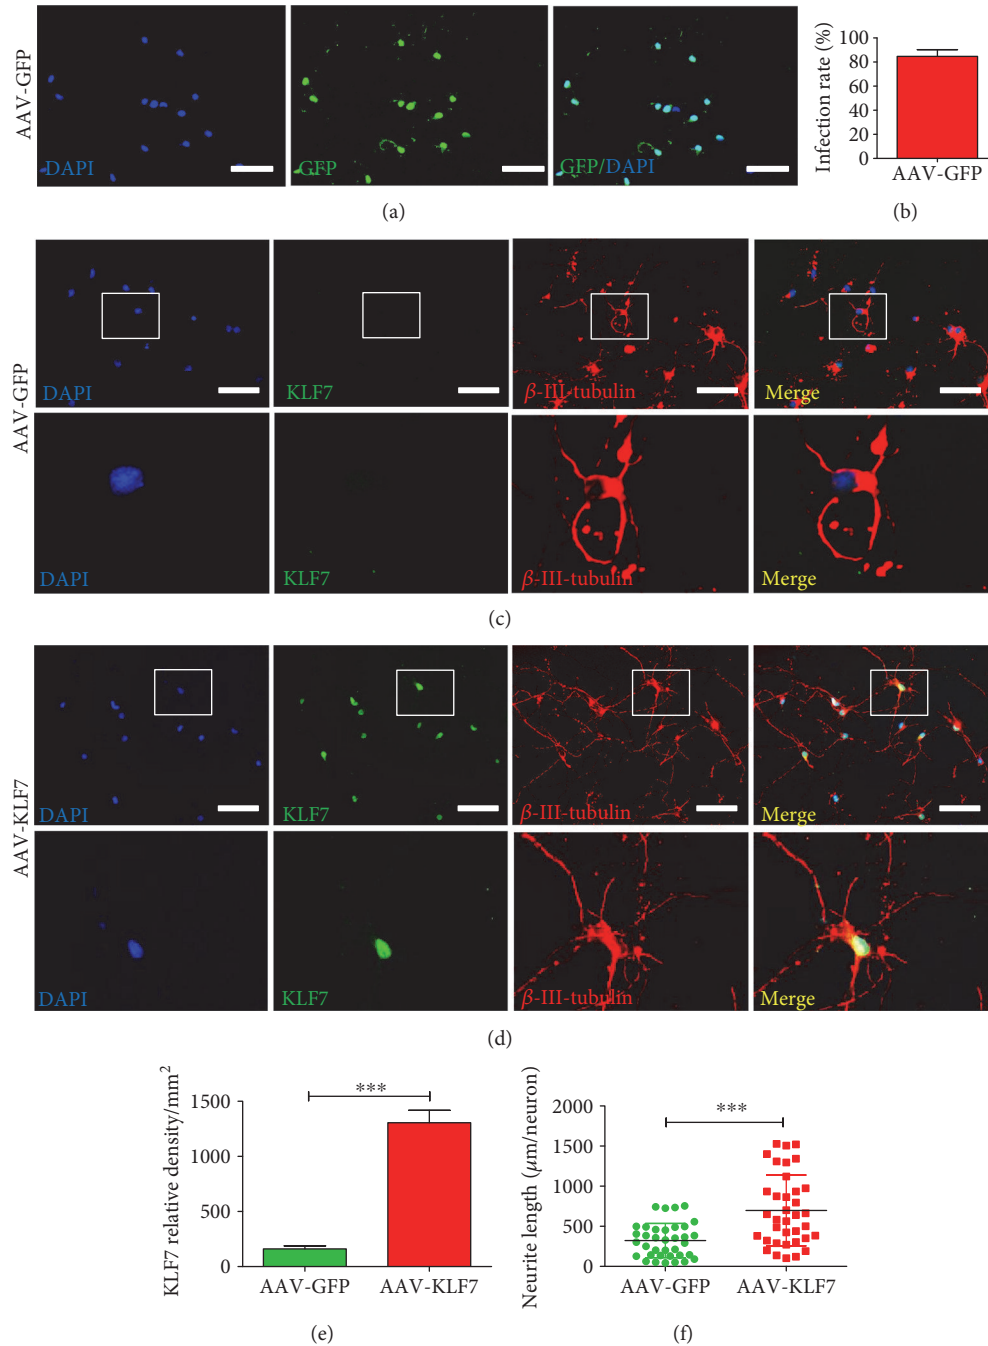 AAV-GFP
DAPI
GFP
GFP/DAPI
(a)
Infection rate (%)
100
80
60
40
20
0
AAV-GFP
(b)
AAV-GFP
DAPI
KLF7
β-III-tubulin
Merge
DAPI
KLF7
β-III-tubulin
Merge
(c)
AAV-KLF7
DAPI
KLF7
β-III-tubulin
Merge
DAPI
KLF7
β-III-tubulin
Merge
(d)
KLF7 relative density/mm²
1500
1000
500
0
***
AAV-GFP
AAV-KLF7
(e)
Neurite length (μm/neuron)
2000
1500
1000
500
0
***
AAV-GFP
AAV-KLF7
(f)